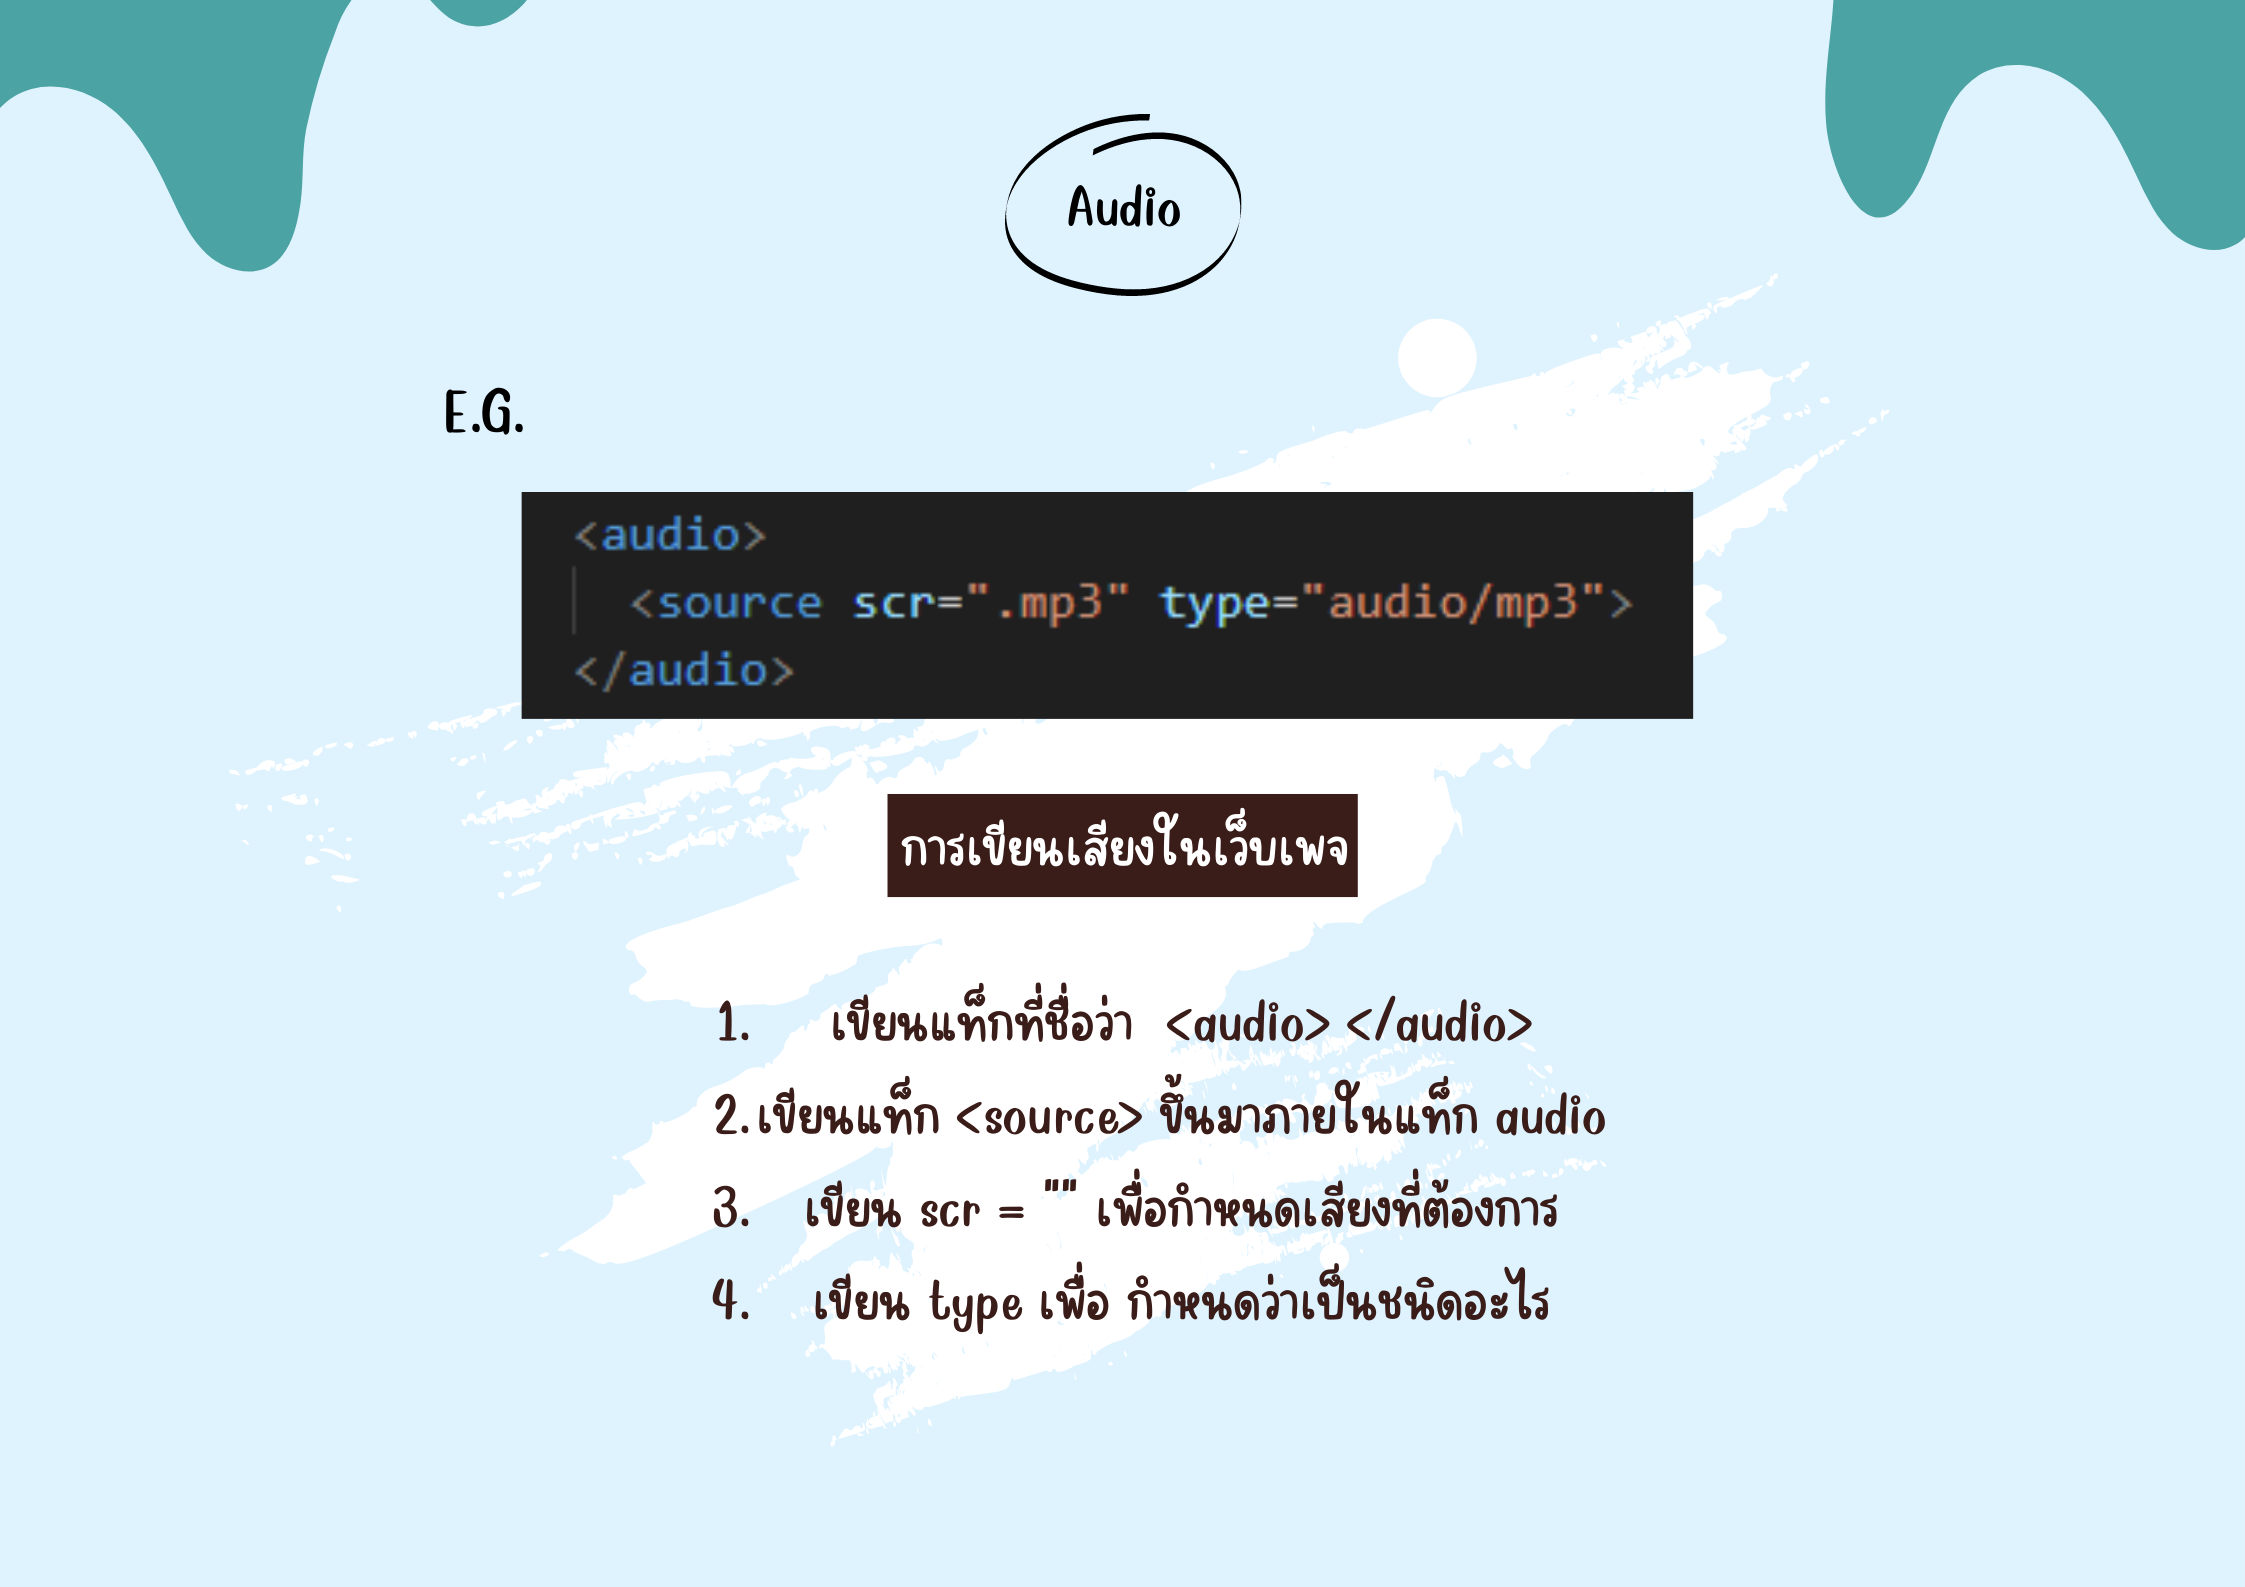 Audio
E.G.
<audio>
<source scr=".mp3" type="audio/mp3">
</audio>
การเขียนเสียงในเว็บเพจ
1. เขียนแท็กที่ชื่อว่า <audio> </audio>
2. เขียนแท็ก <source> ขึ้นมาภายในแท็ก audio
3. เขียน scr = "" เพื่อกำหนดเสียงที่ต้องการ
4. เขียน type เพื่อ กำหนดว่าเป็นชนิดอะไร